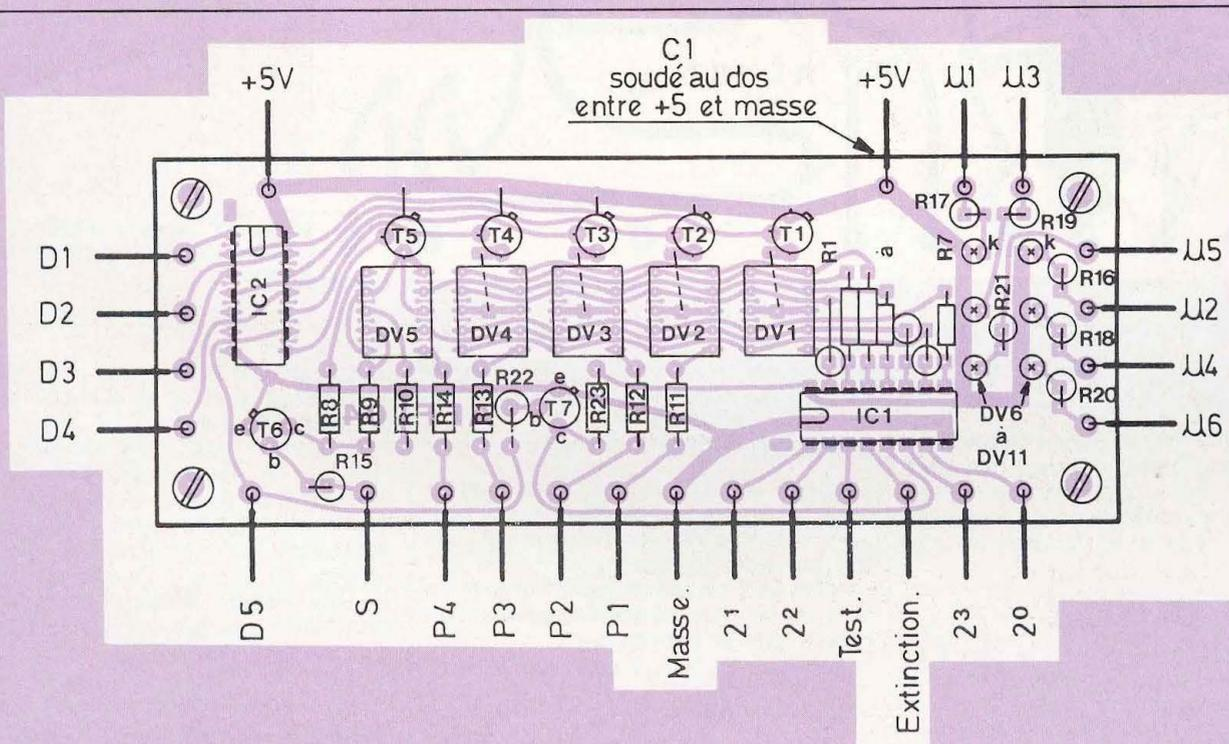 C1
soudé au dos
entre +5 et masse
+5V
+5V
µ1
µ3
R17
R19
T5
T4
T3
T2
T1
R1
à
R7
k
k
D1
D2
D3
D4
IC2
DV5
DV4
DV3
DV2
DV1
R21
R16
R18
R20
µ5
µ2
µ4
µ6
R8
R9
R10
R14
R13
R22
e
b
T7
c
R23
R12
R11
IC1
DV6
à
DV11
e
T6
c
b
R15
D5
S
P4
P3
P2
P1
Masse
21
22
Test.
Extinction.
23
20